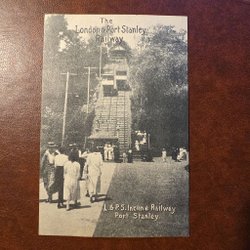 The
London & Port Stanley
Railway
L & P.S. Incline Railway
Port Stanley.